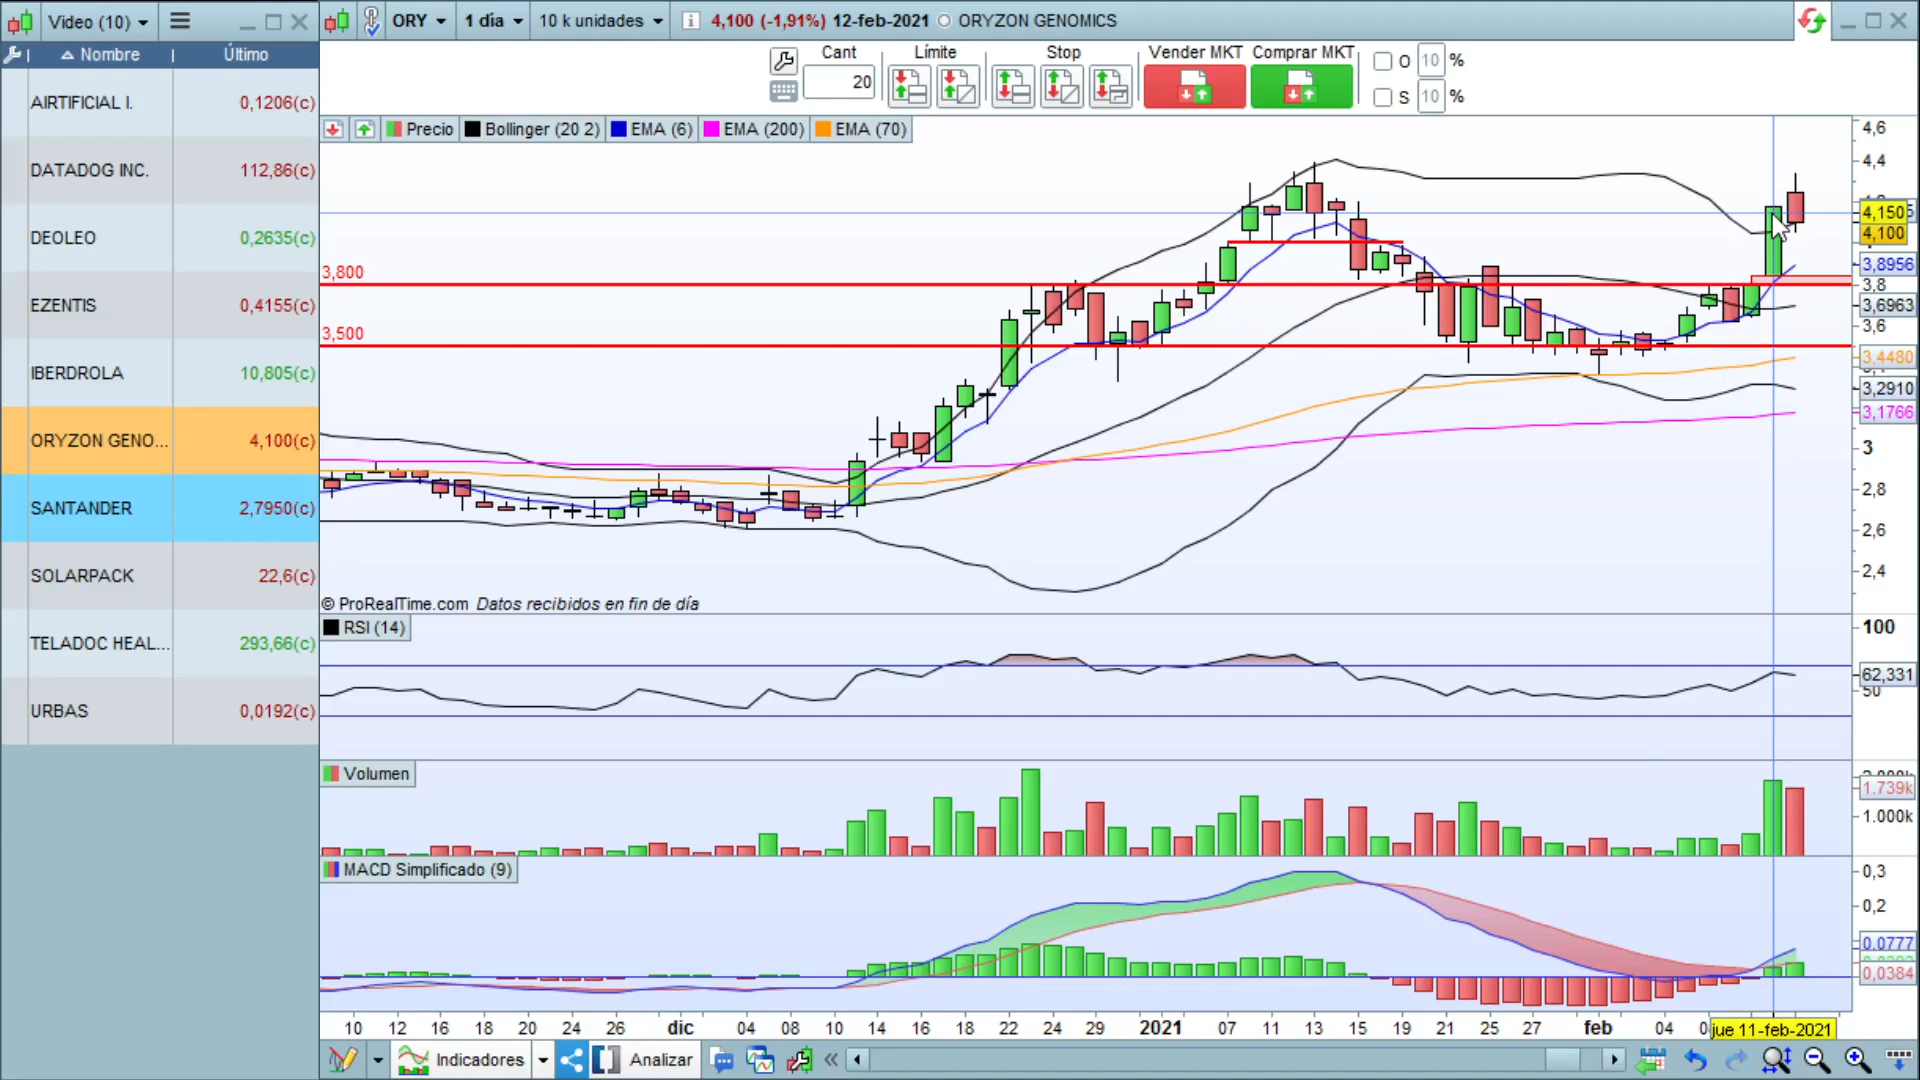 Video (10)
ORY
1 día
10 k unidades
4,100 (-1,91%) 12-feb-2021
ORYZON GENOMICS
Nombre
Último
AIRTIFICIAL I.
0,1206(c)
DATADOG INC.
112,86(c)
DEOLEO
0,2635(c)
EZENTIS
0,4155(c)
IBERDROLA
10,805(c)
ORYZON GENO...
4,100(c)
SANTANDER
2,7950(c)
SOLARPACK
22,6(c)
TELADOC HEAL...
293,66(c)
URBAS
0,0192(c)
Cant
20
Límite
Stop
Vender MKT
Comprar MKT
O 10 %
S 10 %
Precio
Bollinger (20 2)
EMA (6)
EMA (200)
EMA (70)
4,6
4,4
4,150
4,100
3,8956
3,8
3,6963
3,6
3,4480
3,2910
3,1766
3
2,8
2,6
2,4
3,800
3,500
© ProRealTime.com Datos recibidos en fin de día
RSI (14)
100
62,331
50
Volumen
1.739k
1.000k
MACD Simplificado (9)
0,3
0,2
0,0777
0,0384
10 12 16 18 20 24 26 dic 04 08 10 14 16 18 22 24 29 2021 07 11 13 15 19 21 25 27 feb 04
jue 11-feb-2021
Indicadores
Analizar